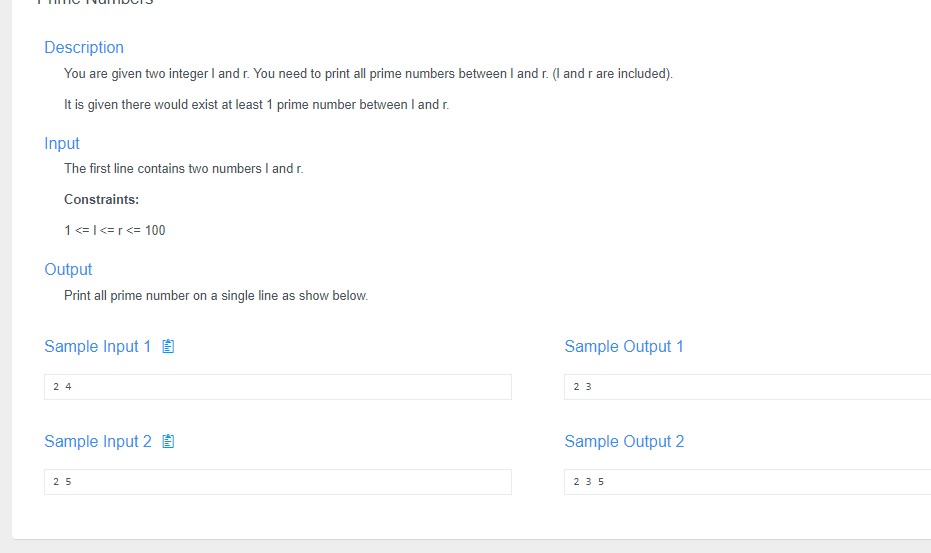 Prime Numbers
Description
You are given two integer l and r. You need to print all prime numbers between l and r. (l and r are included).
It is given there would exist at least 1 prime number between l and r.
Input
The first line contains two numbers l and r.
Constraints:
1 <= l <= r <= 100
Output
Print all prime number on a single line as show below.
Sample Input 1
Sample Output 1
2 4
2 3
Sample Input 2
Sample Output 2
2 5
2 3 5